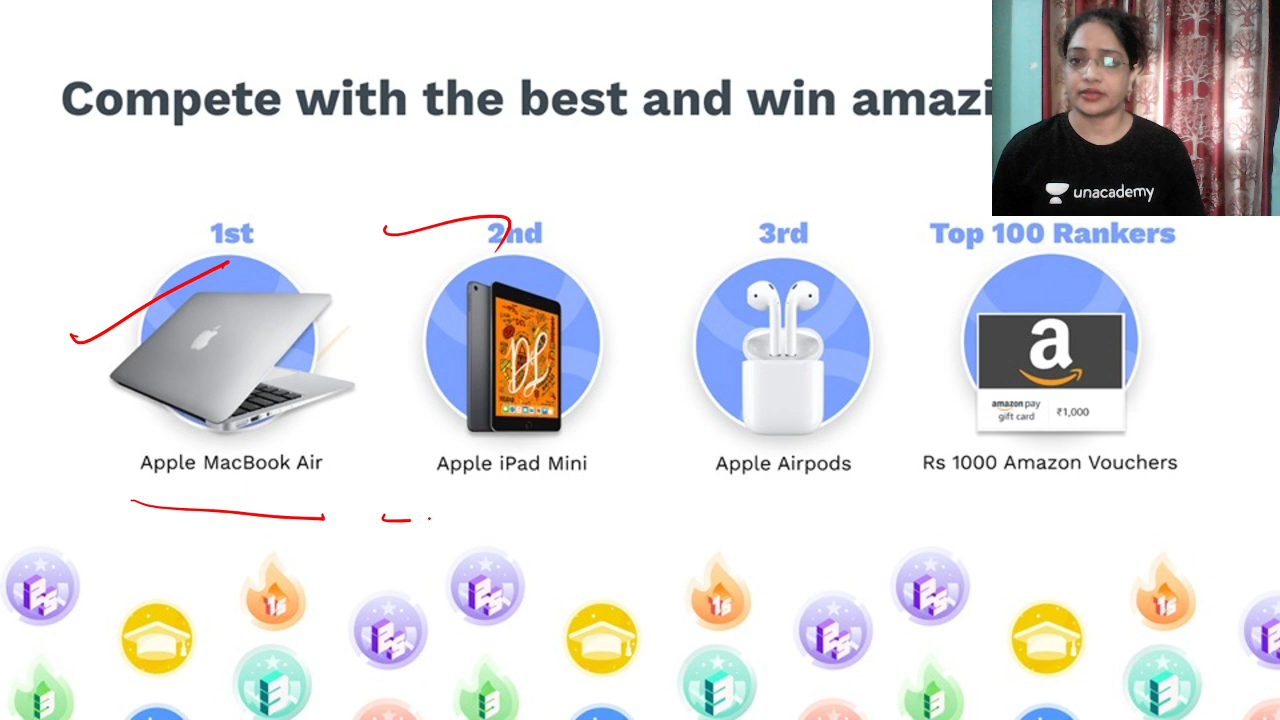 Compete with the best and win amazi
unacademy
1st
2nd
3rd
Top 100 Rankers
a
amazon pay
gift card
₹1,000
Apple MacBook Air
Apple iPad Mini
Apple Airpods
Rs 1000 Amazon Vouchers